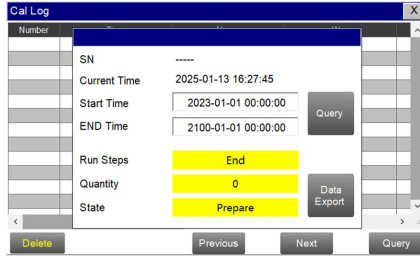 Cal Log X
Number
SN -----
Current Time 2025-01-13 16:27:45
Start Time 2023-01-01 00:00:00
Query
END Time 2100-01-01 00:00:00
Run Steps End
Quantity 0
Data
Export
State Prepare
Delete Previous Next Query